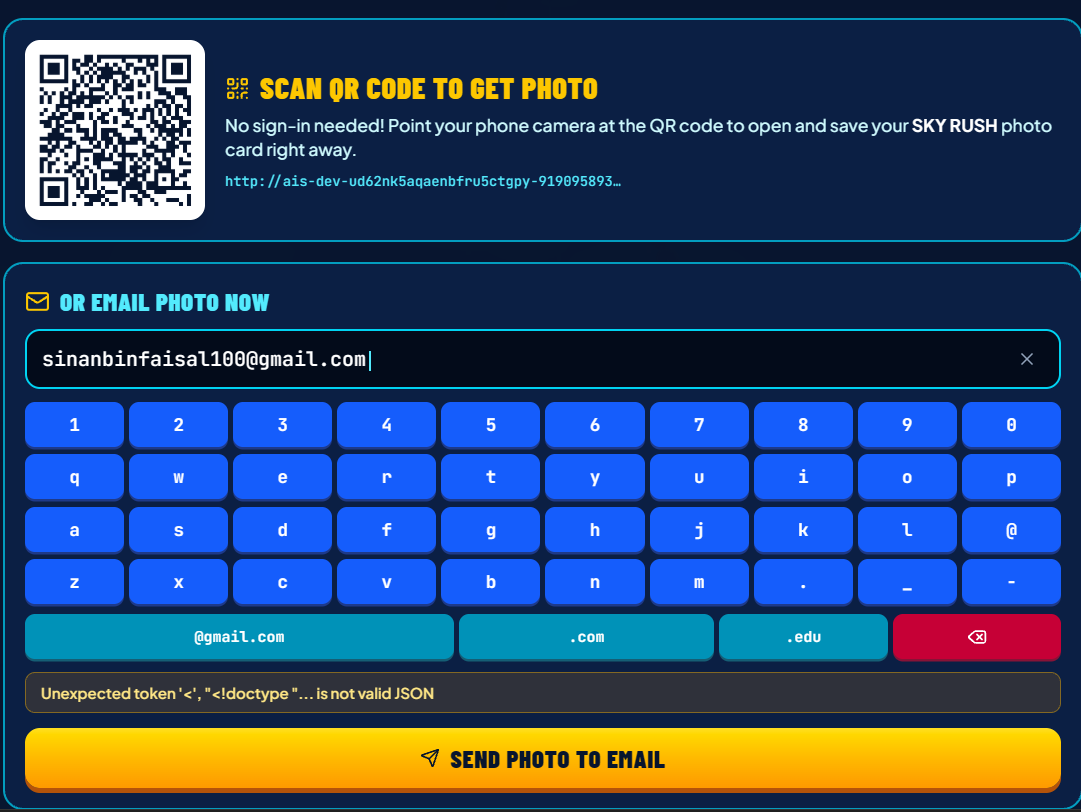 SCAN QR CODE TO GET PHOTO
No sign-in needed! Point your phone camera at the QR code to open and save your SKY RUSH photo
card right away.
http://ais-dev-ud62nk5aqaenbfru5ctgpy-919095893…
OR EMAIL PHOTO NOW
sinanbinfaisal100@gmail.com
1 2 3 4 5 6 7 8 9 0
q w e r t y u i o p
a s d f g h j k l @
z x c v b n m . _ -
@gmail.com .com .edu
Unexpected token '<', "<!doctype "... is not valid JSON
SEND PHOTO TO EMAIL